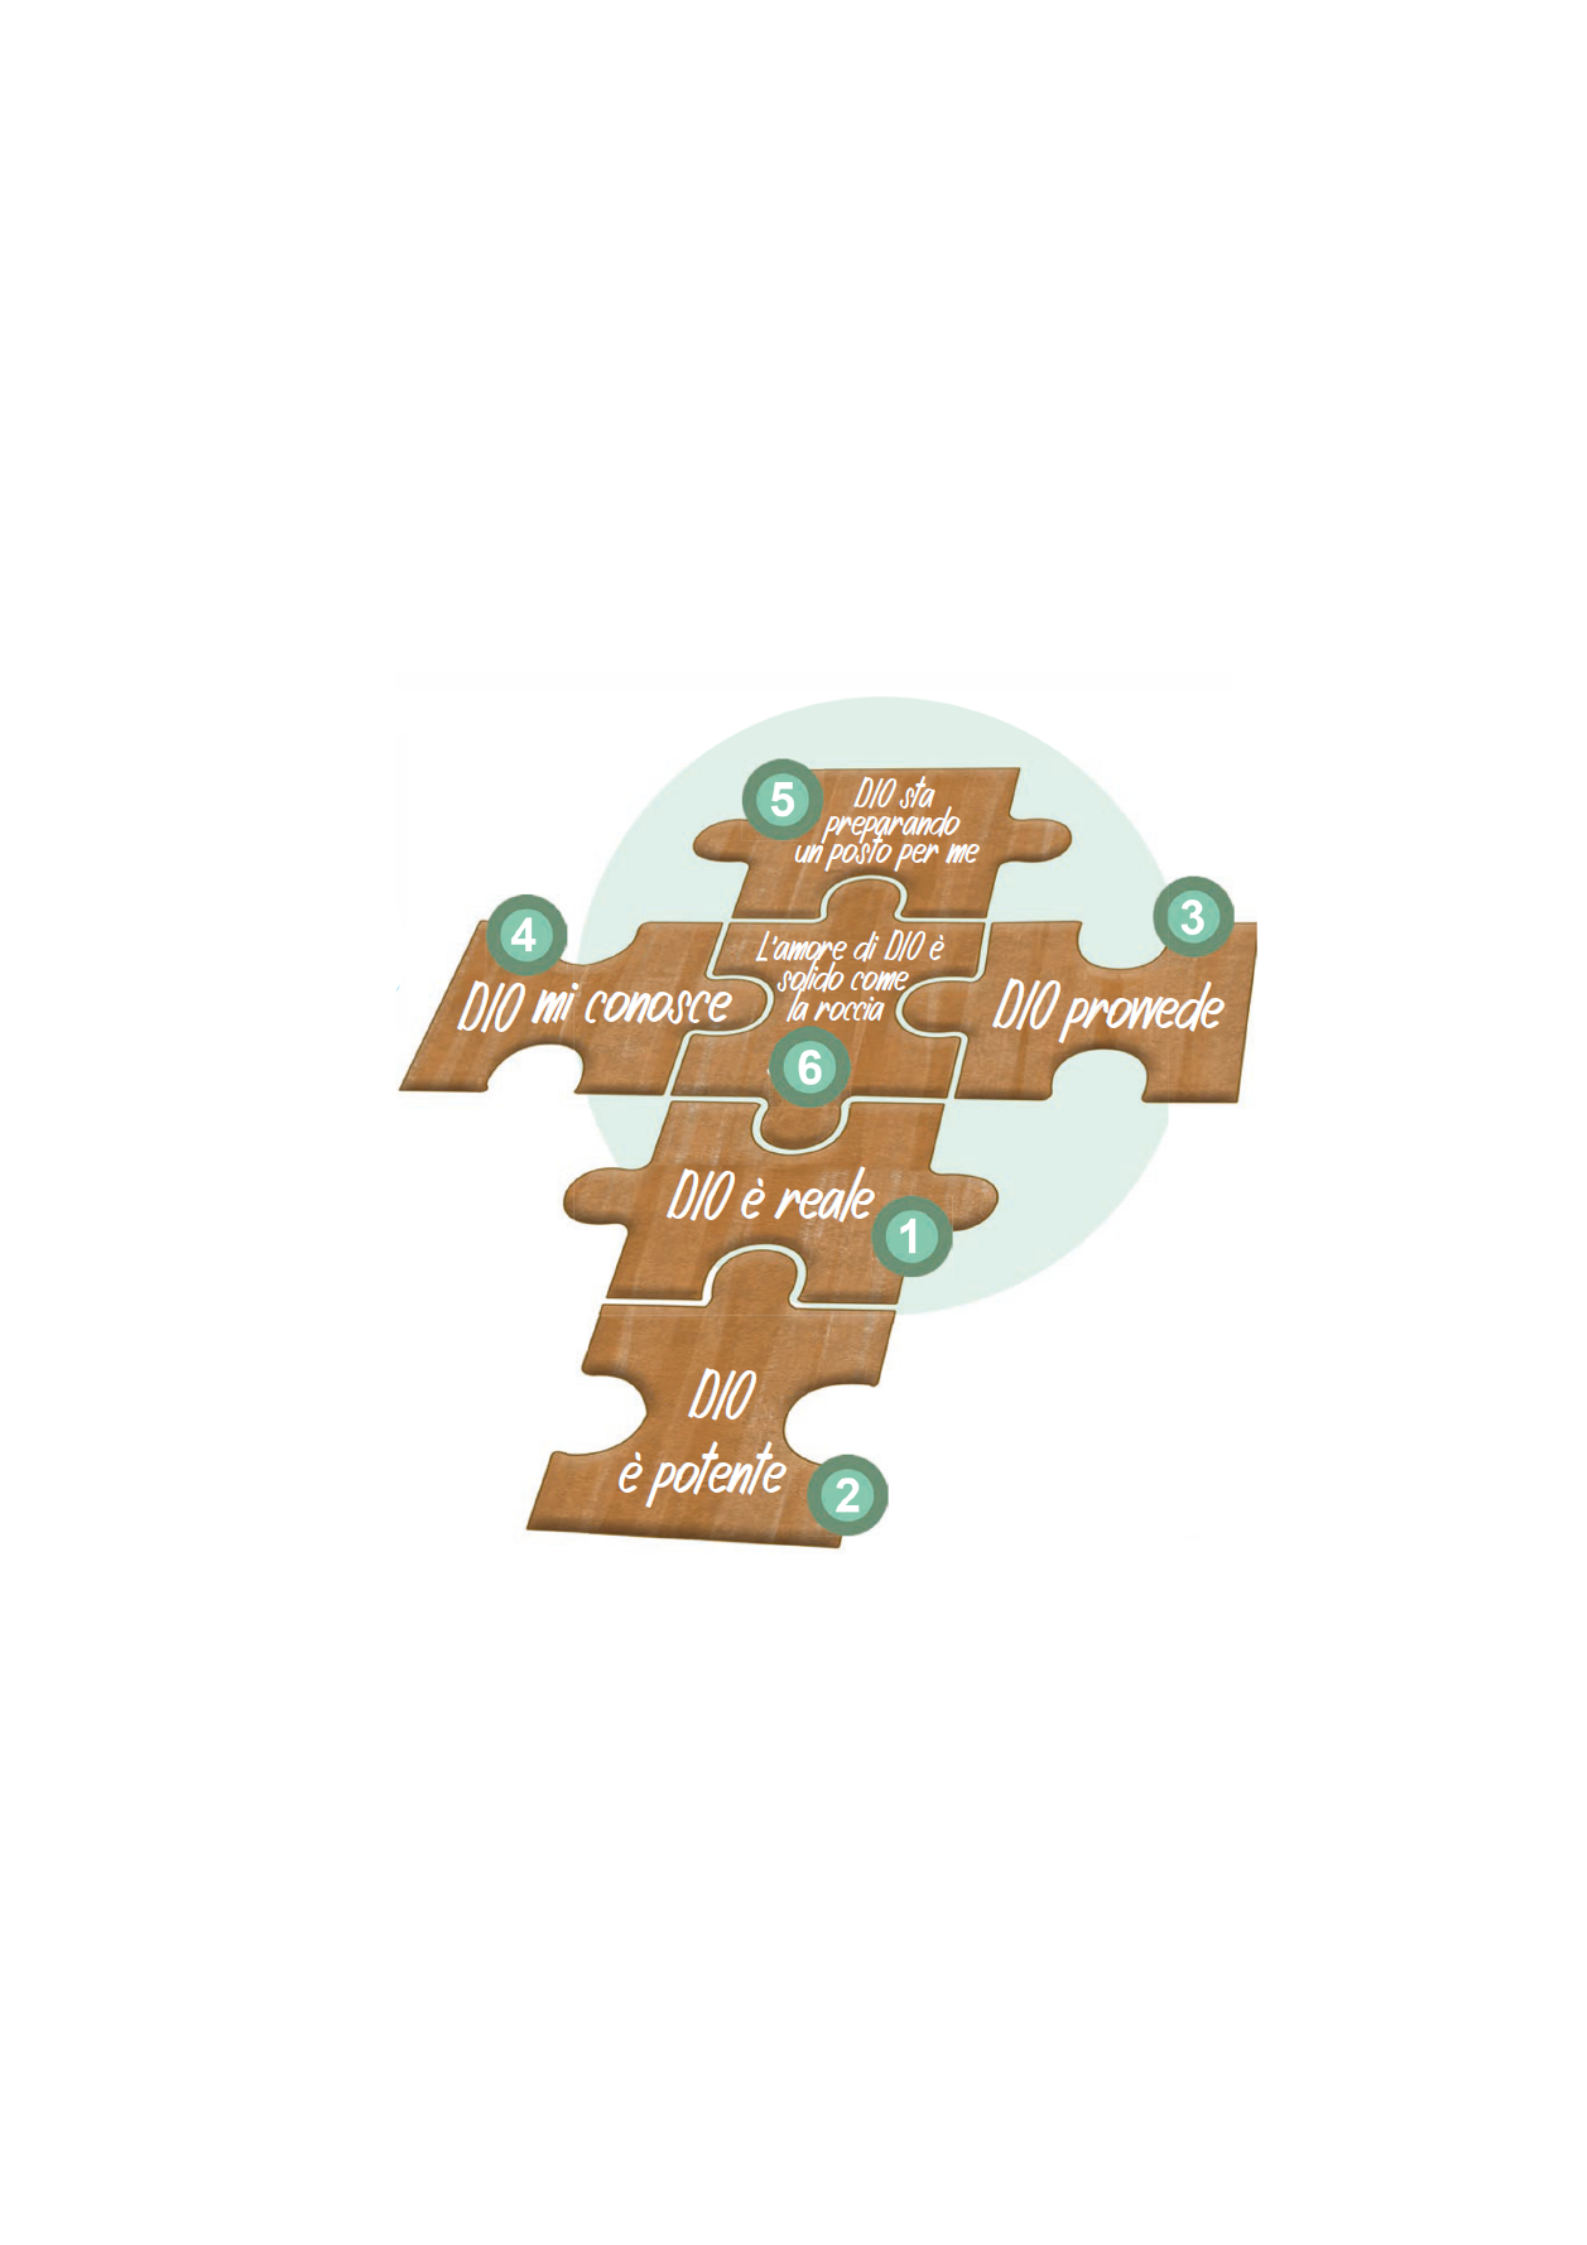 5
DIO sta
preparando
un posto per me
4
DIO mi conosce
L'amore di DIO è
solido come
la roccia
6
3
DIO provvede
DIO è reale
1
DIO
è potente
2